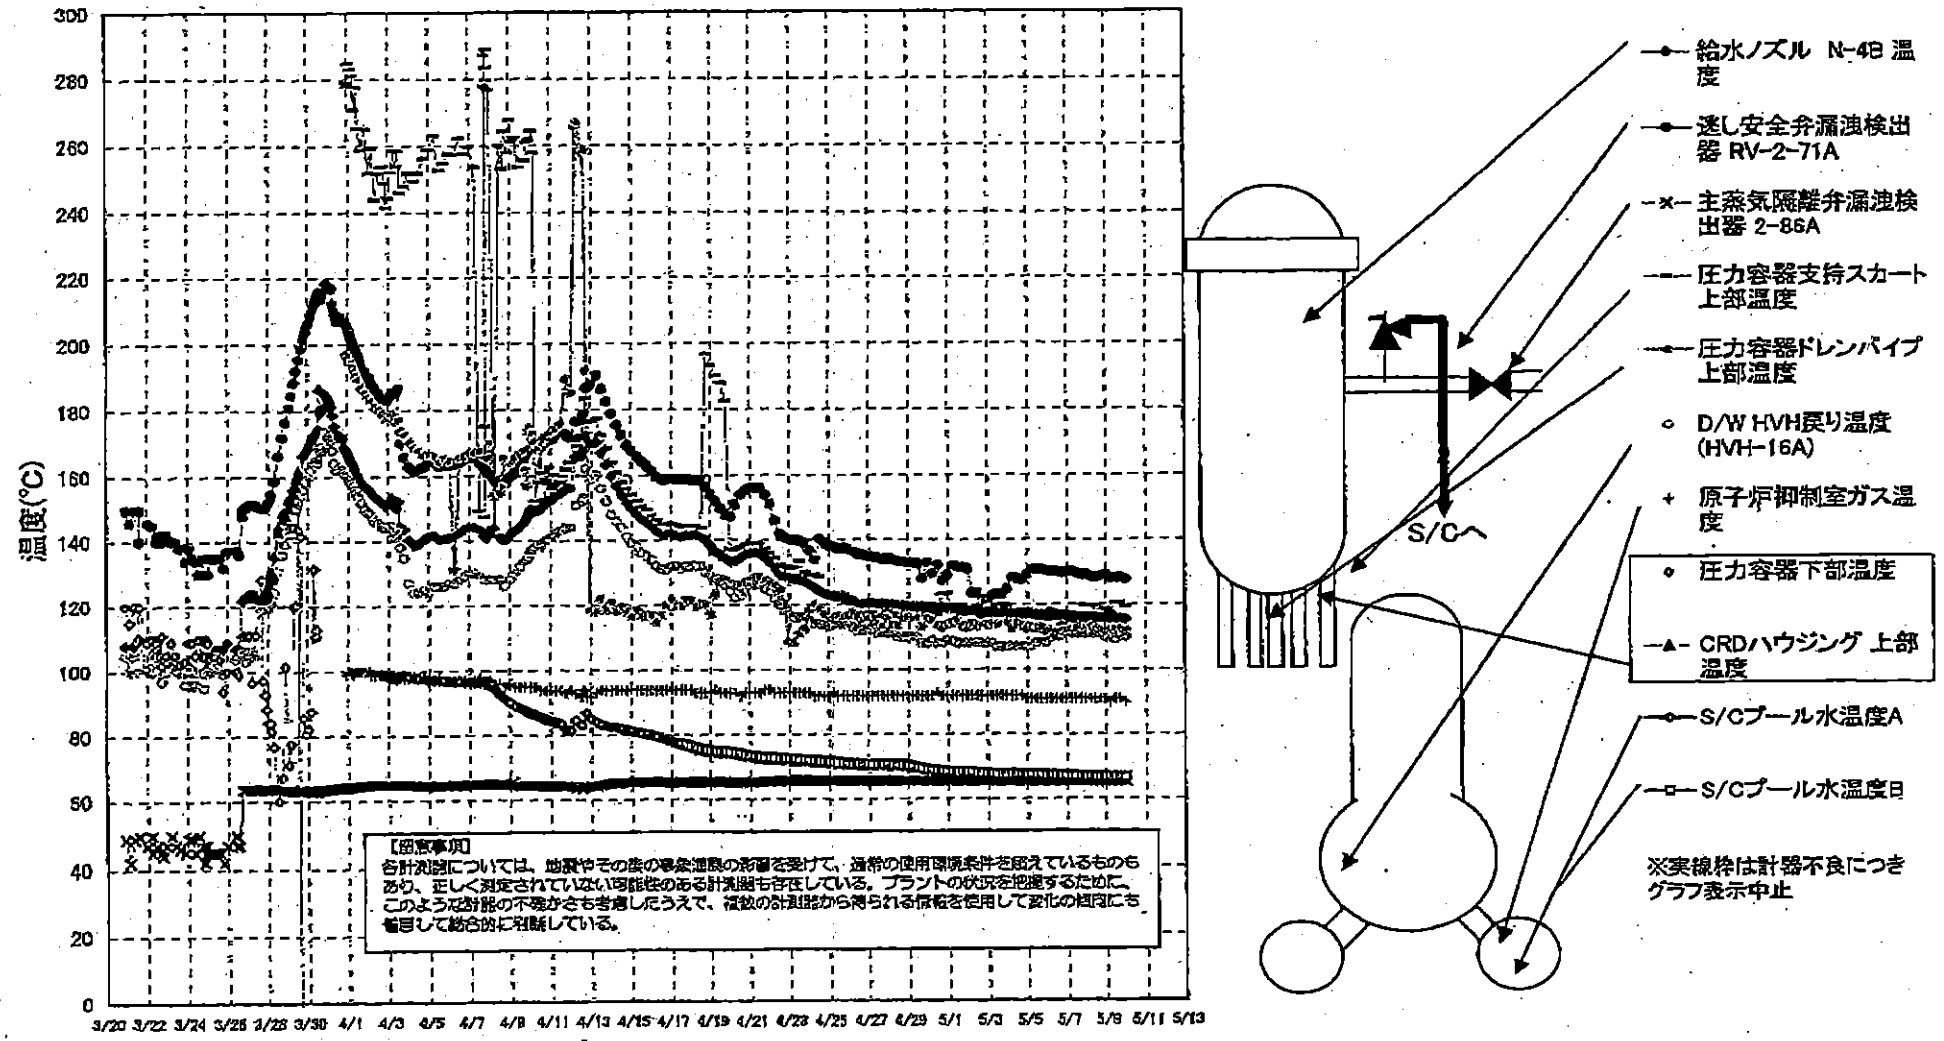 300
280
260
240
220
200
180
160
140
120
100
80
60
40
20
0
温度(℃)
3/20 3/22 3/24 3/26 3/28 3/30 4/1 4/3 4/5 4/7 4/9 4/11 4/13 4/15 4/17 4/19 4/21 4/23 4/25 4/27 4/29 5/1 5/3 5/5 5/7 5/9 5/11 5/13
【留意事項】
各計測器については、地震やその後の事象進展の影響を受けて、通常の使用環境条件を超えているものも
あり、正しく測定されていない可能性のある計測器も存在している。プラントの状況を把握するために、
このような計器の不確かさも考慮したうえで、複数の計測器から得られる情報を使用して変化の傾向にも
着目して総合的に判断している。
給水ノズル N-4B 温
度
逃し安全弁漏洩検出
器 RV-2-71A
主蒸気隔離弁漏洩検
出器 2-86A
圧力容器支持スカート
上部温度
圧力容器ドレンパイプ
上部温度
D/W HVH戻り温度
(HVH-16A)
原子炉抑制室ガス温
度
圧力容器下部温度
CRDハウジング 上部
温度
S/Cプール水温度A
S/Cプール水温度B
※実線枠は計器不良につき
グラフ表示中止
S/Cへ